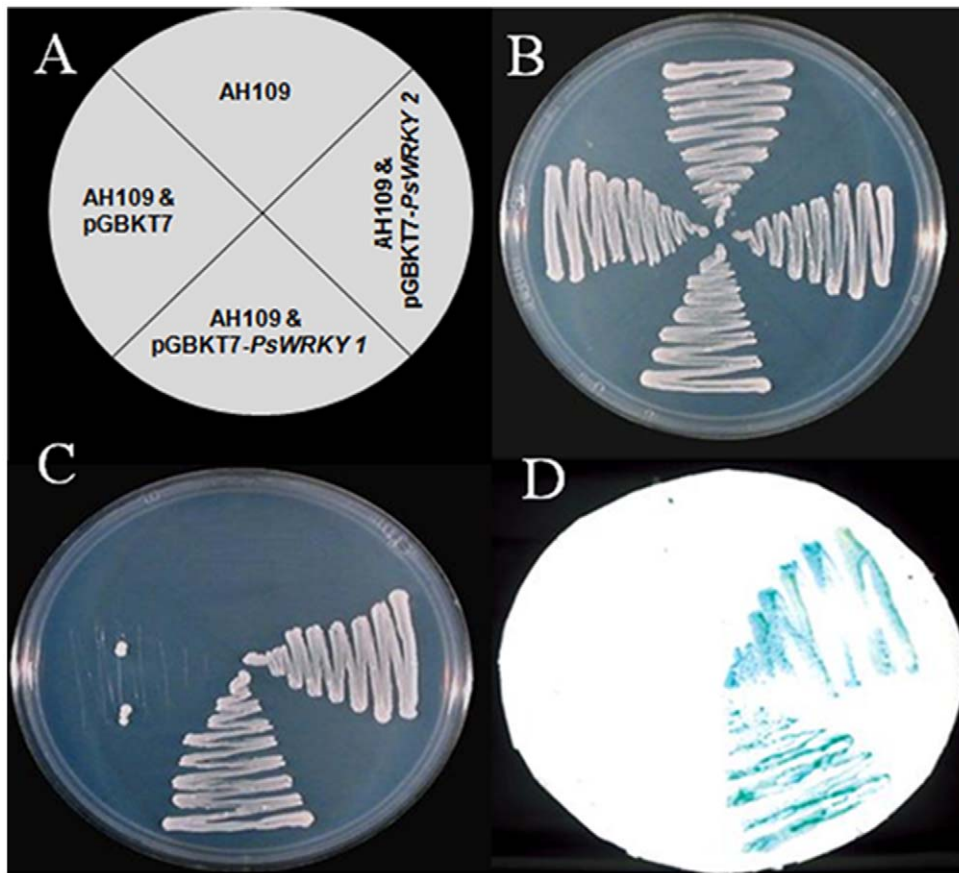 A
AH109
AH109 &
pGBKT7
AH109 &
pGBKT7-PsWRKY 2
AH109 &
pGBKT7-PsWRKY 1
B
C
D